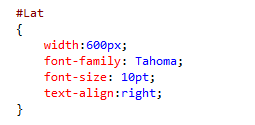 #Lat
{
    width:600px;
    font-family: Tahoma;
    font-size: 10pt;
    text-align:right;
}